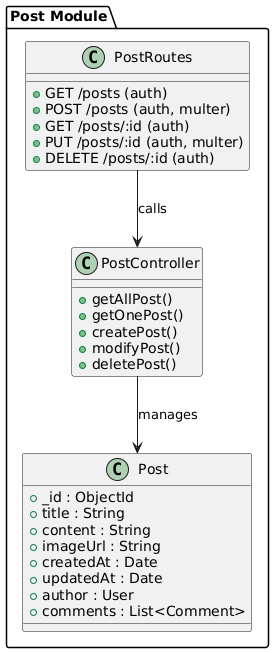 Post Module
C PostRoutes
GET /posts (auth)
POST /posts (auth, multer)
GET /posts/:id (auth)
PUT /posts/:id (auth, multer)
DELETE /posts/:id (auth)
calls
C PostController
getAllPost()
getOnePost()
createPost()
modifyPost()
deletePost()
manages
C Post
_id : ObjectId
title : String
content : String
imageUrl : String
createdAt : Date
updatedAt : Date
author : User
comments : List<Comment>